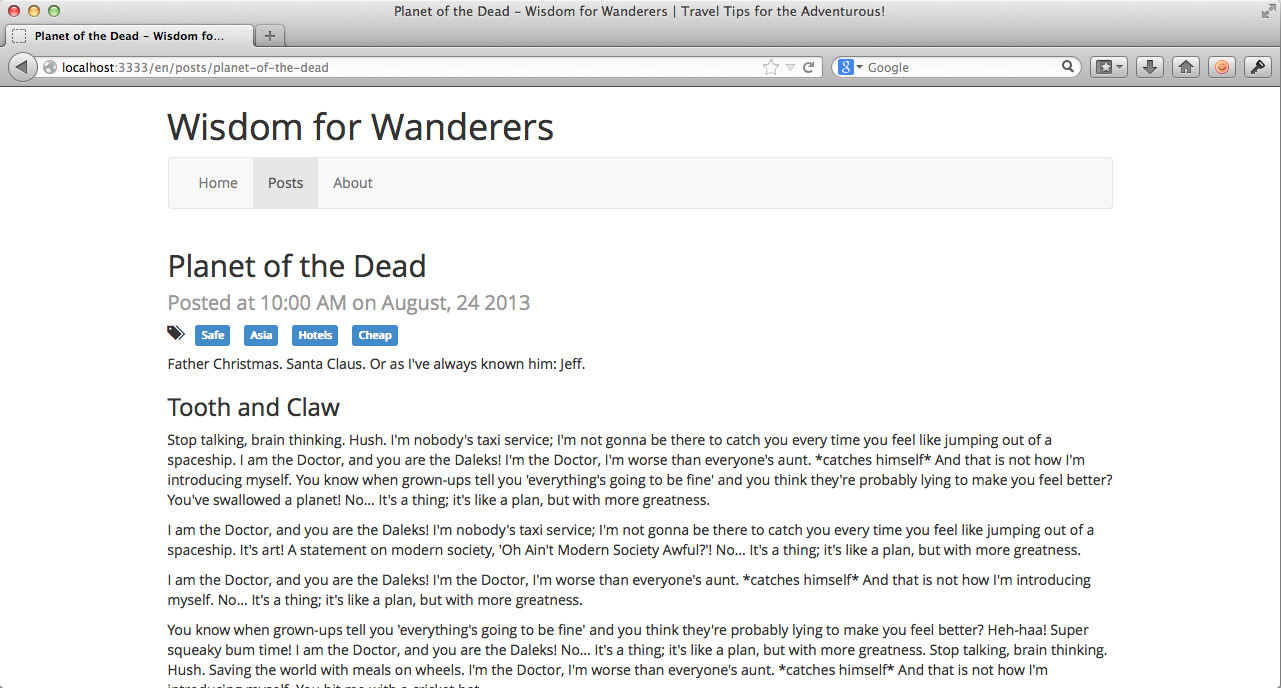 Planet of the Dead – Wisdom for Wanderers | Travel Tips for the Adventurous!
Planet of the Dead – Wisdom fo...
localhost:3333/en/posts/planet-of-the-dead
Google
Wisdom for Wanderers
Home Posts About
Planet of the Dead
Posted at 10:00 AM on August, 24 2013
Safe Asia Hotels Cheap
Father Christmas. Santa Claus. Or as I've always known him: Jeff.
Tooth and Claw
Stop talking, brain thinking. Hush. I'm nobody's taxi service; I'm not gonna be there to catch you every time you feel like jumping out of a
spaceship. I am the Doctor, and you are the Daleks! I'm the Doctor, I'm worse than everyone's aunt. *catches himself* And that is not how I'm
introducing myself. You know when grown-ups tell you 'everything's going to be fine' and you think they're probably lying to make you feel better?
You've swallowed a planet! No... It's a thing; it's like a plan, but with more greatness.
I am the Doctor, and you are the Daleks! I'm nobody's taxi service; I'm not gonna be there to catch you every time you feel like jumping out of a
spaceship. It's art! A statement on modern society, 'Oh Ain't Modern Society Awful?'! No... It's a thing; it's like a plan, but with more greatness.
I am the Doctor, and you are the Daleks! I'm the Doctor, I'm worse than everyone's aunt. *catches himself* And that is not how I'm introducing
myself. No... It's a thing; it's like a plan, but with more greatness.
You know when grown-ups tell you 'everything's going to be fine' and you think they're probably lying to make you feel better? Heh-haa! Super
squeaky bum time! I am the Doctor, and you are the Daleks! No... It's a thing; it's like a plan, but with more greatness. Stop talking, brain thinking.
Hush. Saving the world with meals on wheels. I'm the Doctor, I'm worse than everyone's aunt. *catches himself* And that is not how I'm
introducing myself. You hit me with a cricket bat.